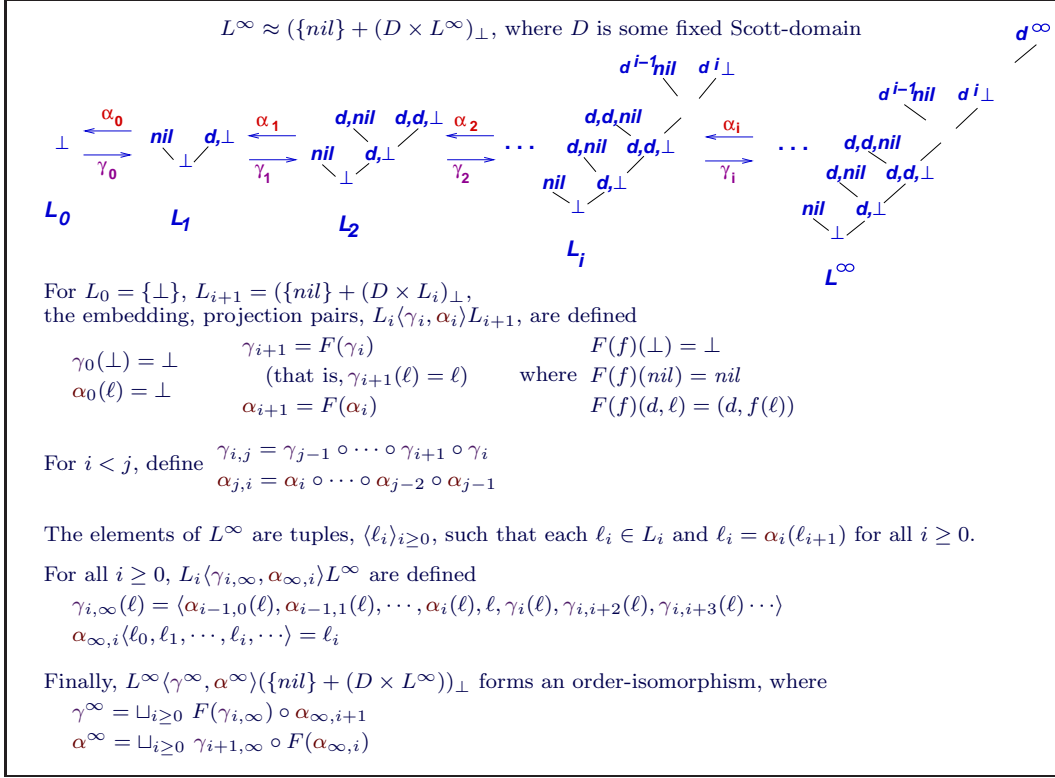 L^∞ ≈ ({nil} + (D × L^∞)_⊥, where D is some fixed Scott-domain
d^∞
d^{i−1}nil d^i⊥
d^{i−1}nil d^i⊥
d,d,nil
d,nil d,d,⊥
α_0 nil d,⊥ α_1 α_2 d,nil d,d,⊥ α_i d,d,nil
⊥ ⊥ nil d,⊥ ... ... d,nil d,d,⊥
γ_0 γ_1 ⊥ γ_2 nil d,⊥ γ_i
⊥ nil d,⊥
L_0 L_1 L_2 ⊥
L_i L^∞
For L_0 = {⊥}, L_{i+1} = ({nil} + (D × L_i)_⊥,
the embedding, projection pairs, L_i⟨γ_i, α_i⟩L_{i+1}, are defined
γ_0(⊥) = ⊥
α_0(ℓ) = ⊥
γ_{i+1} = F(γ_i)
(that is, γ_{i+1}(ℓ) = ℓ)
α_{i+1} = F(α_i)
where
F(f)(⊥) = ⊥
F(f)(nil) = nil
F(f)(d, ℓ) = (d, f(ℓ))
For i < j, define
γ_{i,j} = γ_{j−1} ∘ ··· ∘ γ_{i+1} ∘ γ_i
α_{j,i} = α_i ∘ ··· ∘ α_{j−2} ∘ α_{j−1}
The elements of L^∞ are tuples, ⟨ℓ_i⟩_{i≥0}, such that each ℓ_i ∈ L_i and ℓ_i = α_i(ℓ_{i+1}) for all i ≥ 0.
For all i ≥ 0, L_i⟨γ_{i,∞}, α_{∞,i}⟩L^∞ are defined
γ_{i,∞}(ℓ) = ⟨α_{i−1,0}(ℓ), α_{i−1,1}(ℓ), ···, α_i(ℓ), ℓ, γ_i(ℓ), γ_{i,i+2}(ℓ), γ_{i,i+3}(ℓ) ···⟩
α_{∞,i}⟨ℓ_0, ℓ_1, ···, ℓ_i, ···⟩ = ℓ_i
Finally, L^∞⟨γ^∞, α^∞⟩({nil} + (D × L^∞))_⊥ forms an order-isomorphism, where
γ^∞ = ⊔_{i≥0} F(γ_{i,∞}) ∘ α_{∞,i+1}
α^∞ = ⊔_{i≥0} γ_{i+1,∞} ∘ F(α_{∞,i})